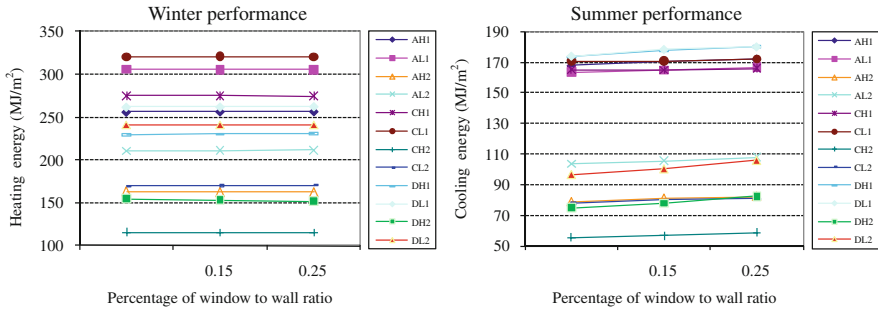 Winter performance
Heating energy (MJ/m²)
350
300
250
200
150
100
0.15 0.25
Percentage of window to wall ratio
AH1
AL1
AH2
AL2
CH1
CL1
CH2
CL2
DH1
DL1
DH2
DL2
Summer performance
Cooling energy (MJ/m²)
190
170
150
130
110
90
70
50
0.15 0.25
Percentage of window to wall ratio
AH1
AL1
AH2
AL2
CH1
CL1
CH2
CL2
DH1
DL1
DH2
DL2